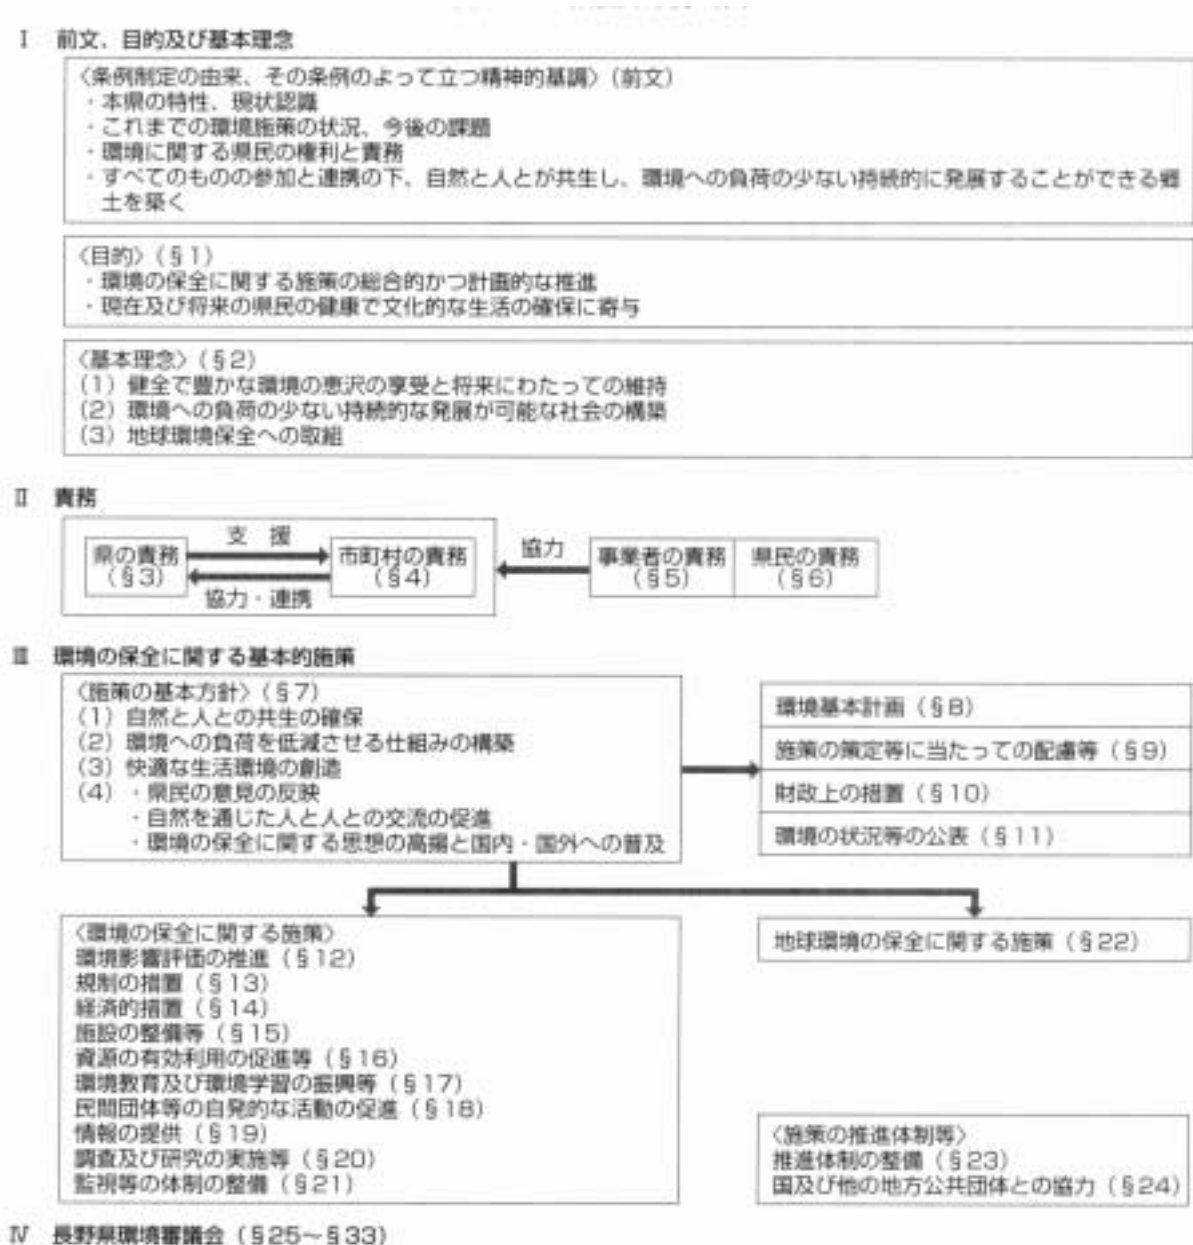 Ⅰ 前文、目的及び基本理念
〈条例制定の由来、その条例のよって立つ精神的基調〉（前文）
・本県の特性、現状認識
・これまでの環境施策の状況、今後の課題
・環境に関する県民の権利と責務
・すべてのものの参加と連携の下、自然と人とが共生し、環境への負荷の少ない持続的に発展することができる郷
土を築く
〈目的〉（§1）
・環境の保全に関する施策の総合的かつ計画的な推進
・現在及び将来の県民の健康で文化的な生活の確保に寄与
〈基本理念〉（§2）
（1）健全で豊かな環境の恵沢の享受と将来にわたっての維持
（2）環境への負荷の少ない持続的な発展が可能な社会の構築
（3）地球環境保全への取組
Ⅱ 責務
支 援
県の責務
（§3）
市町村の責務
（§4）
協力・連携
協力
事業者の責務
（§5）
県民の責務
（§6）
Ⅲ 環境の保全に関する基本的施策
〈施策の基本方針〉（§7）
（1）自然と人との共生の確保
（2）環境への負荷を低減させる仕組みの構築
（3）快適な生活環境の創造
（4）・県民の意見の反映
・自然を通じた人と人との交流の促進
・環境の保全に関する思想の高揚と国内・国外への普及
環境基本計画（§8）
施策の策定等に当たっての配慮等（§9）
財政上の措置（§10）
環境の状況等の公表（§11）
〈環境の保全に関する施策〉
環境影響評価の推進（§12）
規制の措置（§13）
経済的措置（§14）
施設の整備等（§15）
資源の有効利用の促進等（§16）
環境教育及び環境学習の振興等（§17）
民間団体等の自発的な活動の促進（§18）
情報の提供（§19）
調査及び研究の実施等（§20）
監視等の体制の整備（§21）
地球環境の保全に関する施策（§22）
〈施策の推進体制等〉
推進体制の整備（§23）
国及び他の地方公共団体との協力（§24）
Ⅳ 長野県環境審議会（§25～§33）